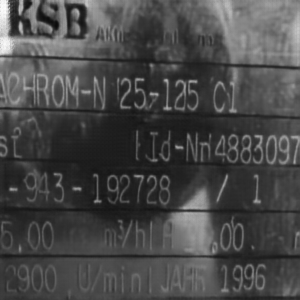 KSB
ACHROM-N 25-125 C1
Id-Nr 4883097
-943-192728 / 1
5,00 m³/h
2900 U/min JAHR 1996